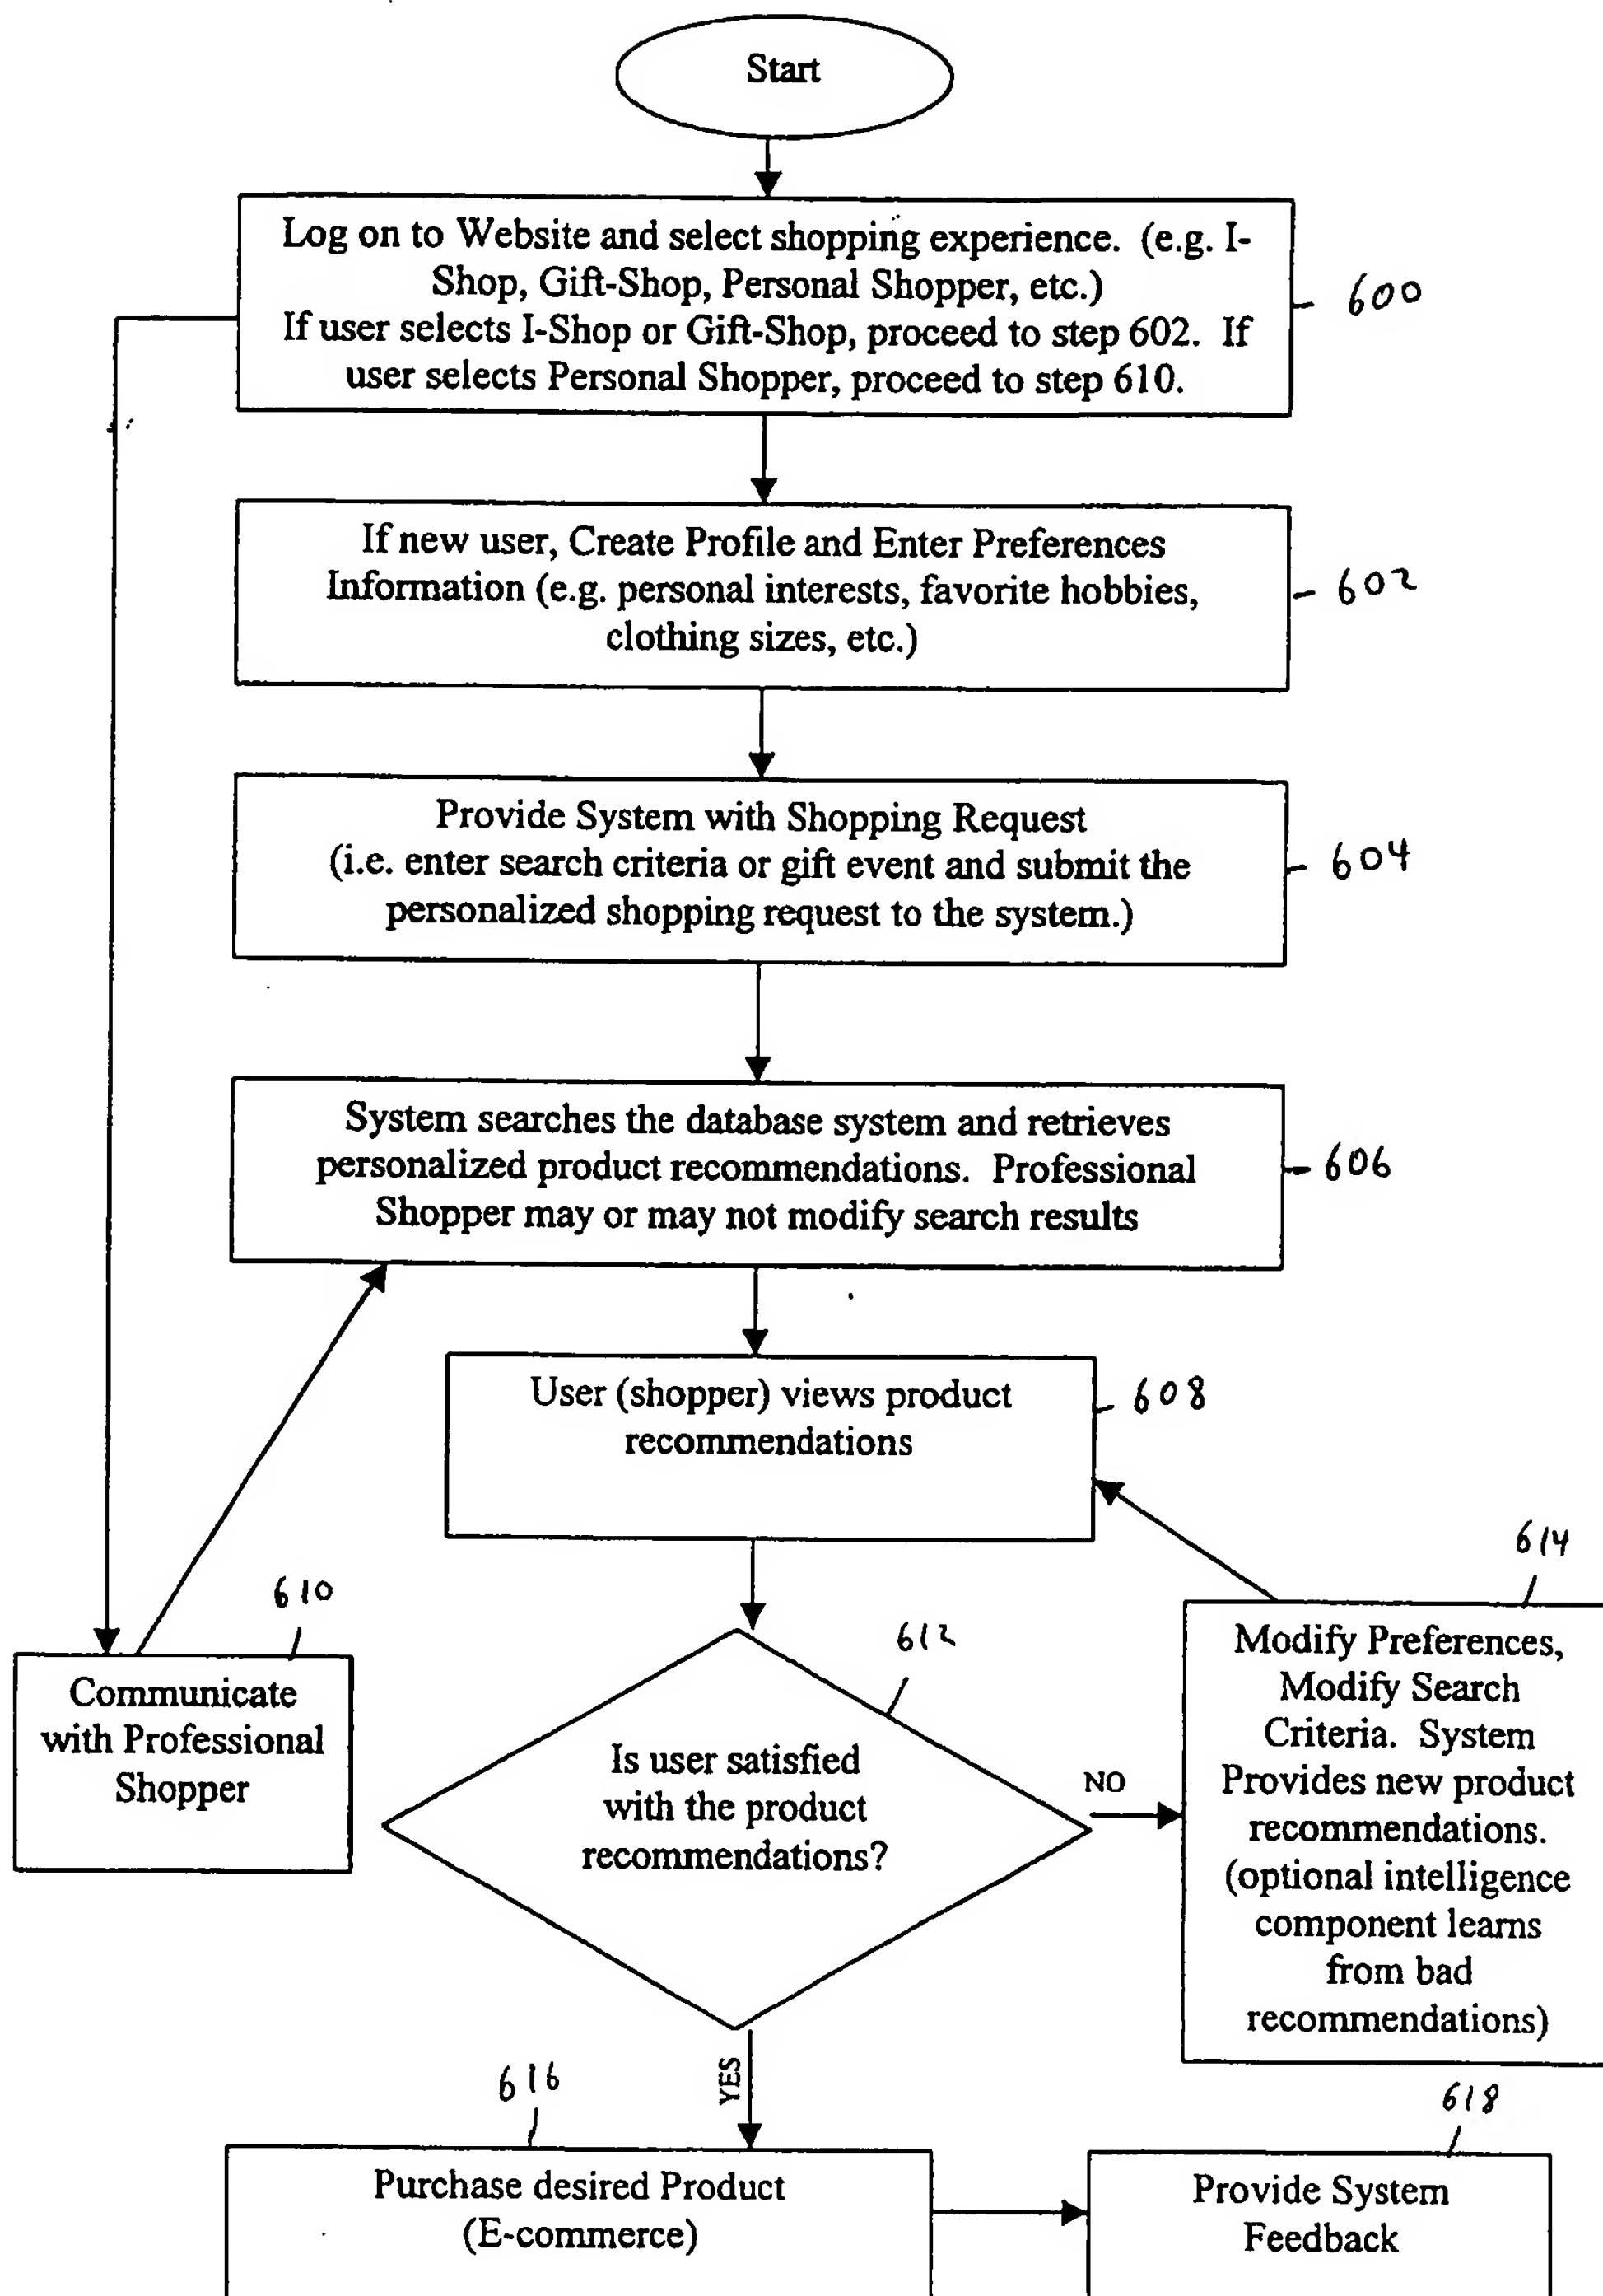 Start
Log on to Website and select shopping experience. (e.g. I-
Shop, Gift-Shop, Personal Shopper, etc.)
If user selects I-Shop or Gift-Shop, proceed to step 602. If
user selects Personal Shopper, proceed to step 610.
600
If new user, Create Profile and Enter Preferences
Information (e.g. personal interests, favorite hobbies,
clothing sizes, etc.)
602
Provide System with Shopping Request
(i.e. enter search criteria or gift event and submit the
personalized shopping request to the system.)
604
System searches the database system and retrieves
personalized product recommendations. Professional
Shopper may or may not modify search results
606
User (shopper) views product
recommendations
608
610
Communicate
with Professional
Shopper
612
Is user satisfied
with the product
recommendations?
NO
614
Modify Preferences,
Modify Search
Criteria. System
Provides new product
recommendations.
(optional intelligence
component learns
from bad
recommendations)
YES
616
Purchase desired Product
(E-commerce)
618
Provide System
Feedback